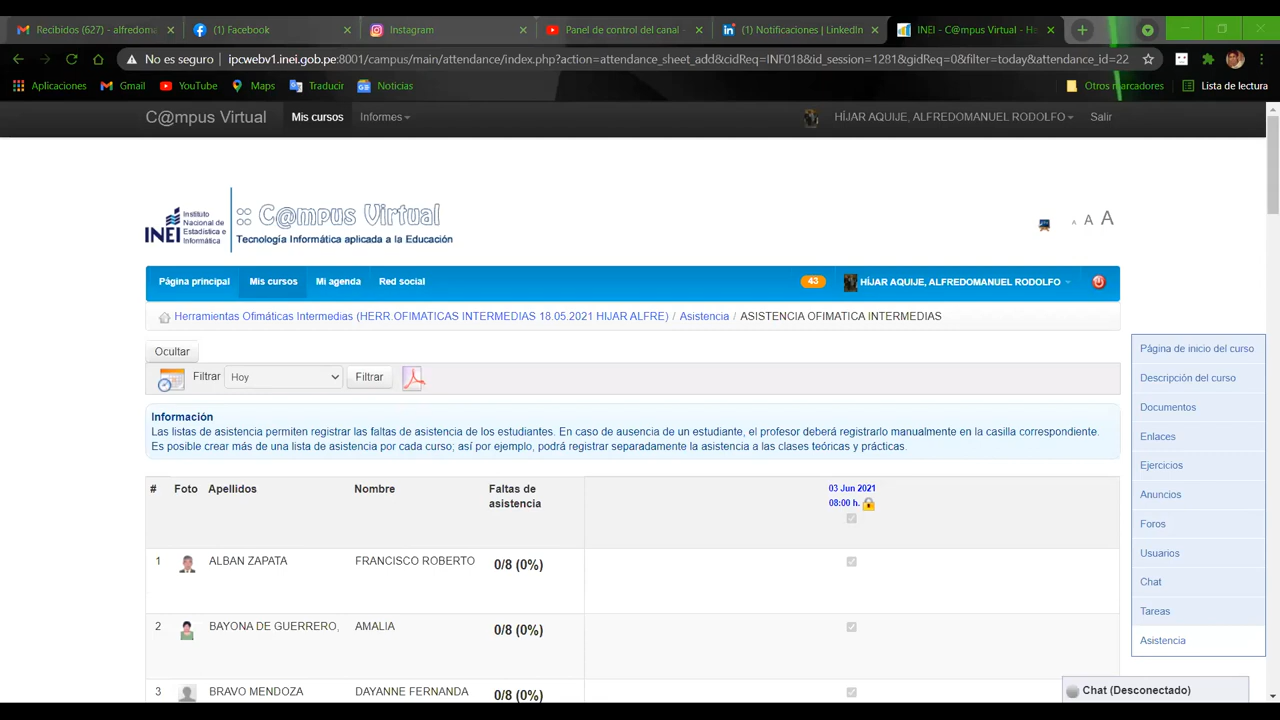 Recibidos (627) - alfredoma
(1) Facebook
Instagram
Panel de control del canal -
(1) Notificaciones | LinkedIn
INEI - C@mpus Virtual - He
No es seguro | ipcwebv1.inei.gob.pe:8001/campus/main/attendance/index.php?action=attendance_sheet_add&cidReq=INF018&id_session=1281&gidReq=0&filter=today&attendance_id=22
Aplicaciones Gmail YouTube Maps Traducir Noticias Otros marcadores Lista de lectura
C@mpus Virtual Mis cursos Informes HÍJAR AQUIJE, ALFREDOMANUEL RODOLFO Salir
INEI Instituto Nacional de Estadística e Informática
:: C@mpus Virtual
Tecnología Informática aplicada a la Educación
A A A
Página principal Mis cursos Mi agenda Red social 43 HÍJAR AQUIJE, ALFREDOMANUEL RODOLFO
Herramientas Ofimáticas Intermedias (HERR.OFIMATICAS INTERMEDIAS 18.05.2021 HIJAR ALFRE) / Asistencia / ASISTENCIA OFIMATICA INTERMEDIAS
Ocultar
Filtrar Hoy Filtrar
Información
Las listas de asistencia permiten registrar las faltas de asistencia de los estudiantes. En caso de ausencia de un estudiante, el profesor deberá registrarlo manualmente en la casilla correspondiente.
Es posible crear más de una lista de asistencia por cada curso; así por ejemplo, podrá registrar separadamente la asistencia a las clases teóricas y prácticas.
# Foto Apellidos Nombre Faltas de asistencia 03 Jun 2021 08:00 h.
1 ALBAN ZAPATA FRANCISCO ROBERTO 0/8 (0%)
2 BAYONA DE GUERRERO, AMALIA 0/8 (0%)
3 BRAVO MENDOZA DAYANNE FERNANDA 0/8 (0%)
Página de inicio del curso
Descripción del curso
Documentos
Enlaces
Ejercicios
Anuncios
Foros
Usuarios
Chat
Tareas
Asistencia
Chat (Desconectado)